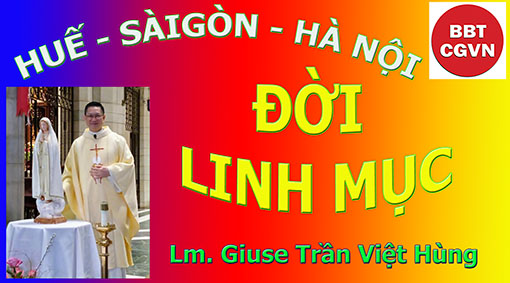 HUẾ - SÀIGÒN - HÀ NỘI
BBT
CGVN
ĐỜI
LINH MỤC
Lm. Giuse Trần Việt Hùng